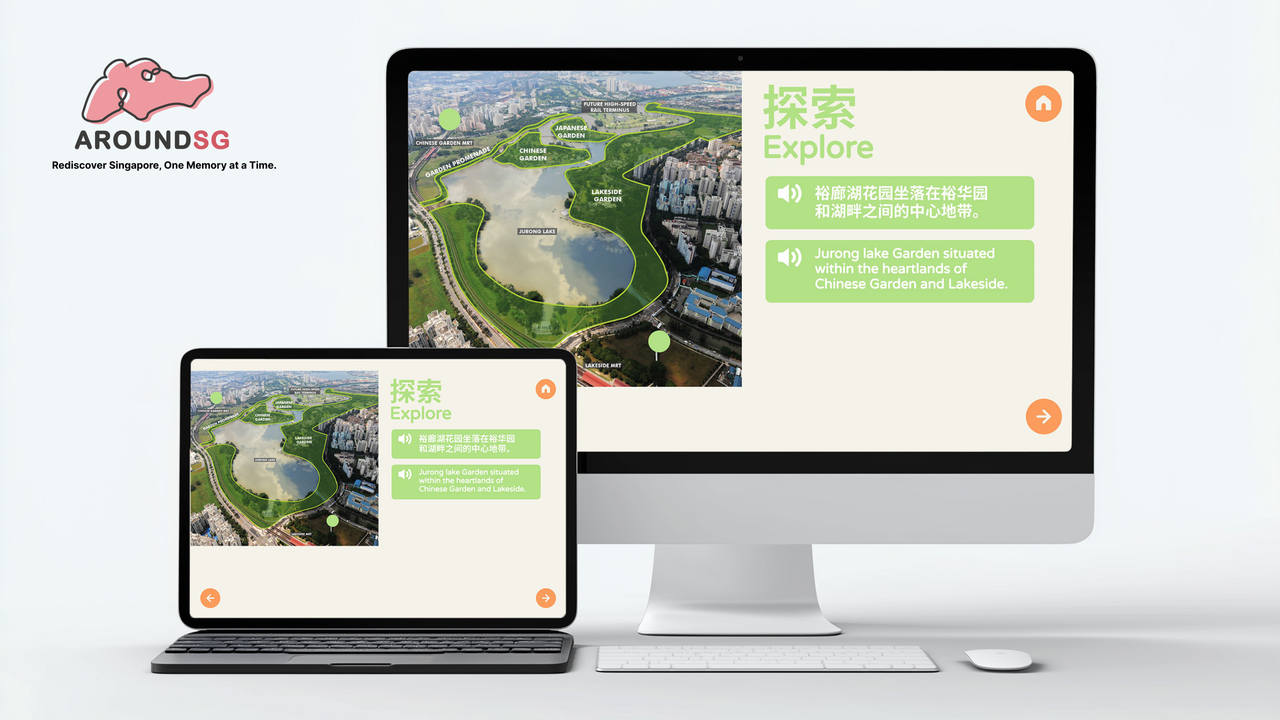 AROUNDSG
Rediscover Singapore, One Memory at a Time.
FUTURE HIGH-SPEED
RAIL TERMINUS
JAPANESE
GARDEN
CHINESE GARDEN MRT
CHINESE
GARDEN
GARDEN PROMENADE
LAKESIDE
GARDEN
JURONG LAKE
LAKESIDE MRT
探索
Explore
裕廊湖花园坐落在裕华园
和湖畔之间的中心地带。
Jurong lake Garden situated
within the heartlands of
Chinese Garden and Lakeside.
FUTURE HIGH-SPEED
RAIL TERMINUS
JAPANESE
GARDEN
CHINESE GARDEN MRT
CHINESE
GARDEN
GARDEN PROMENADE
LAKESIDE
GARDEN
JURONG LAKE
LAKESIDE MRT
探索
Explore
裕廊湖花园坐落在裕华园
和湖畔之间的中心地带。
Jurong lake Garden situated
within the heartlands of
Chinese Garden and Lakeside.